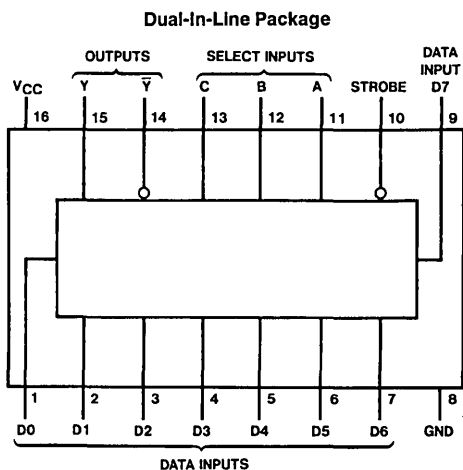 Dual-In-Line Package
OUTPUTS SELECT INPUTS DATA
INPUT
VCC Y Y̅ C B A STROBE D7
16 15 14 13 12 11 10 9
1 2 3 4 5 6 7 8
D0 D1 D2 D3 D4 D5 D6 GND
DATA INPUTS